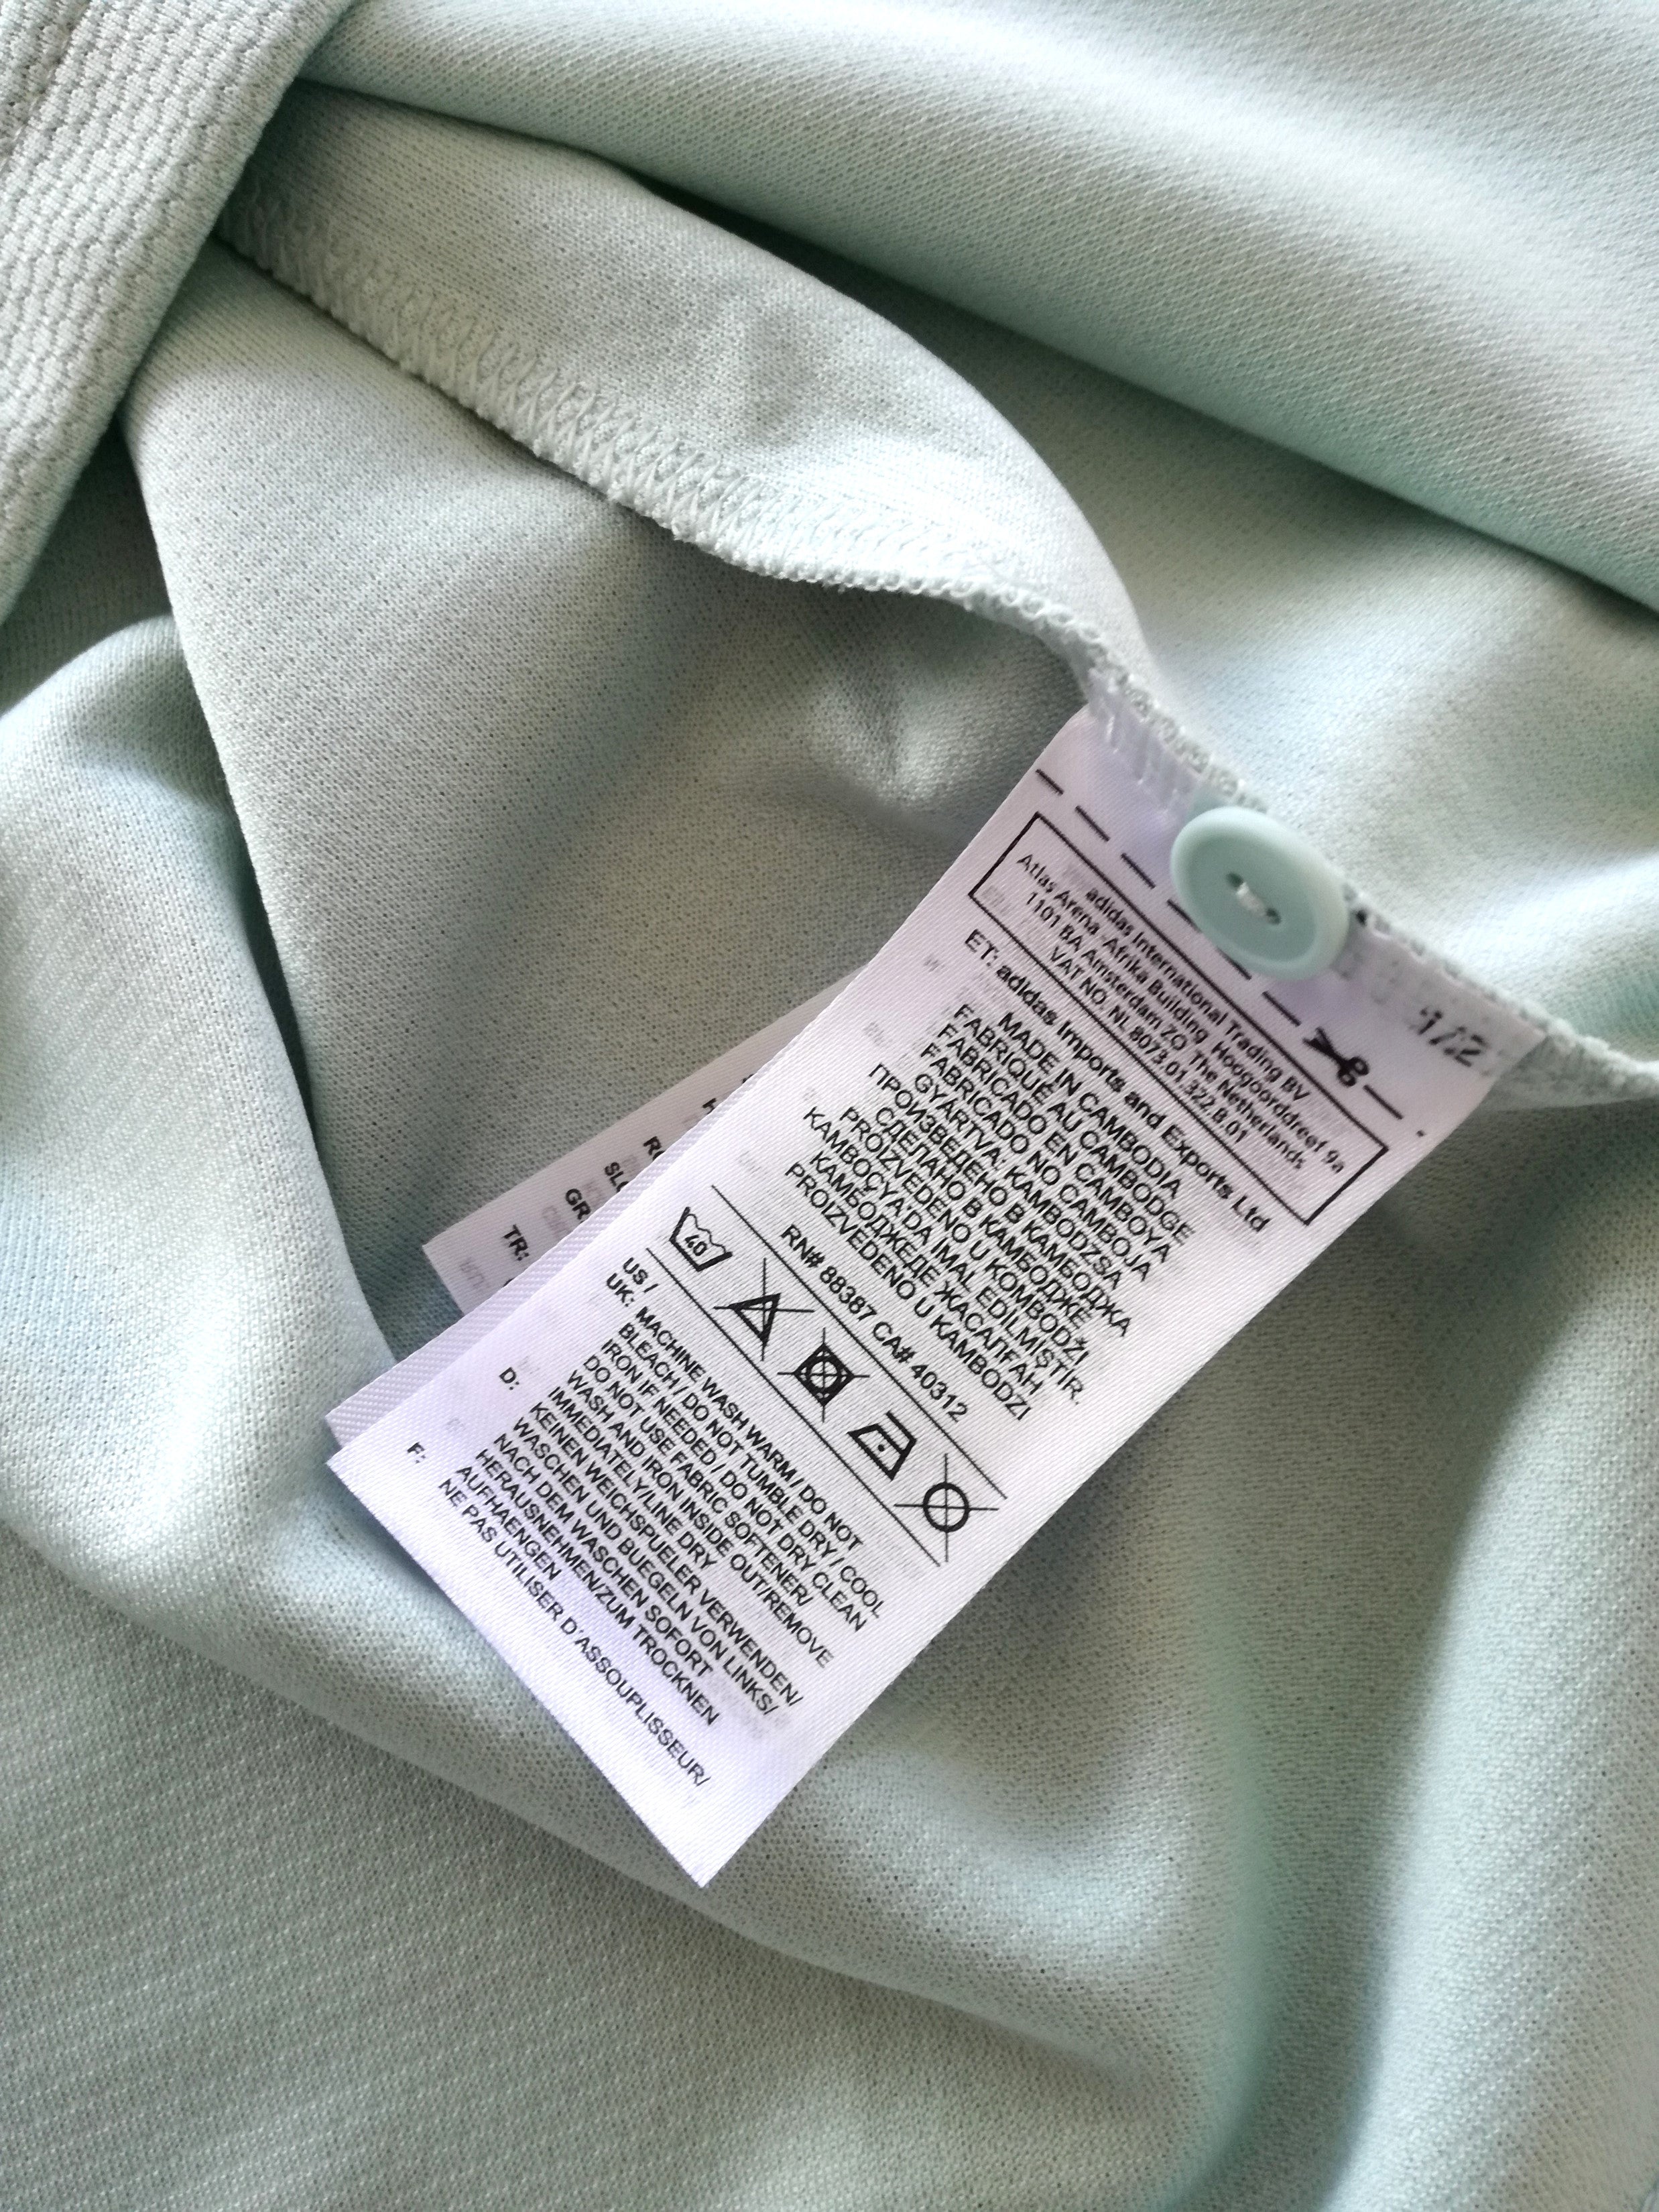 1/2
adidas International Trading BV
Atlas Arena Afrika Building, Hoogoorddreef 9a
1101 BA Amsterdam ZO, The Netherlands
VAT NO. NL 8073.01.322.B.01
ET: adidas Imports and Exports Ltd
MADE IN CAMBODIA
FABRIQUÉ AU CAMBODGE
FABRICADO EN CAMBOYA
FABRICADO NO CAMBOJA
GYÁRTVA: KAMBODZSA
ПРОИЗВЕДЕНО В КАМБОДЖА
СДЕЛАНО В КАМБОДЖЕ
PROIZVEDENO U KOMBODŽI
KAMBOÇYA'DA IMAL EDİLMİŞTİR.
КАМБОДЖЕДЕ ЖАСАЛҒАН
PROIZVEDENO U KAMBODZI
RN# 88387 CA# 40312
40
US /
UK: MACHINE WASH WARM / DO NOT
BLEACH / DO NOT TUMBLE DRY / COOL
IRON IF NEEDED / DO NOT DRY CLEAN
DO NOT USE FABRIC SOFTENER/
WASH AND IRON INSIDE OUT/REMOVE
IMMEDIATELY/LINE DRY
D: KEINEN WEICHSPUELER VERWENDEN/
WASCHEN UND BUEGELN VON LINKS/
NACH DEM WASCHEN SOFORT
HERAUSNEHMEN/ZUM TROCKNEN
AUFHAENGEN
F: NE PAS UTILISER D'ASSOUPLISSEUR/
GR
TR: